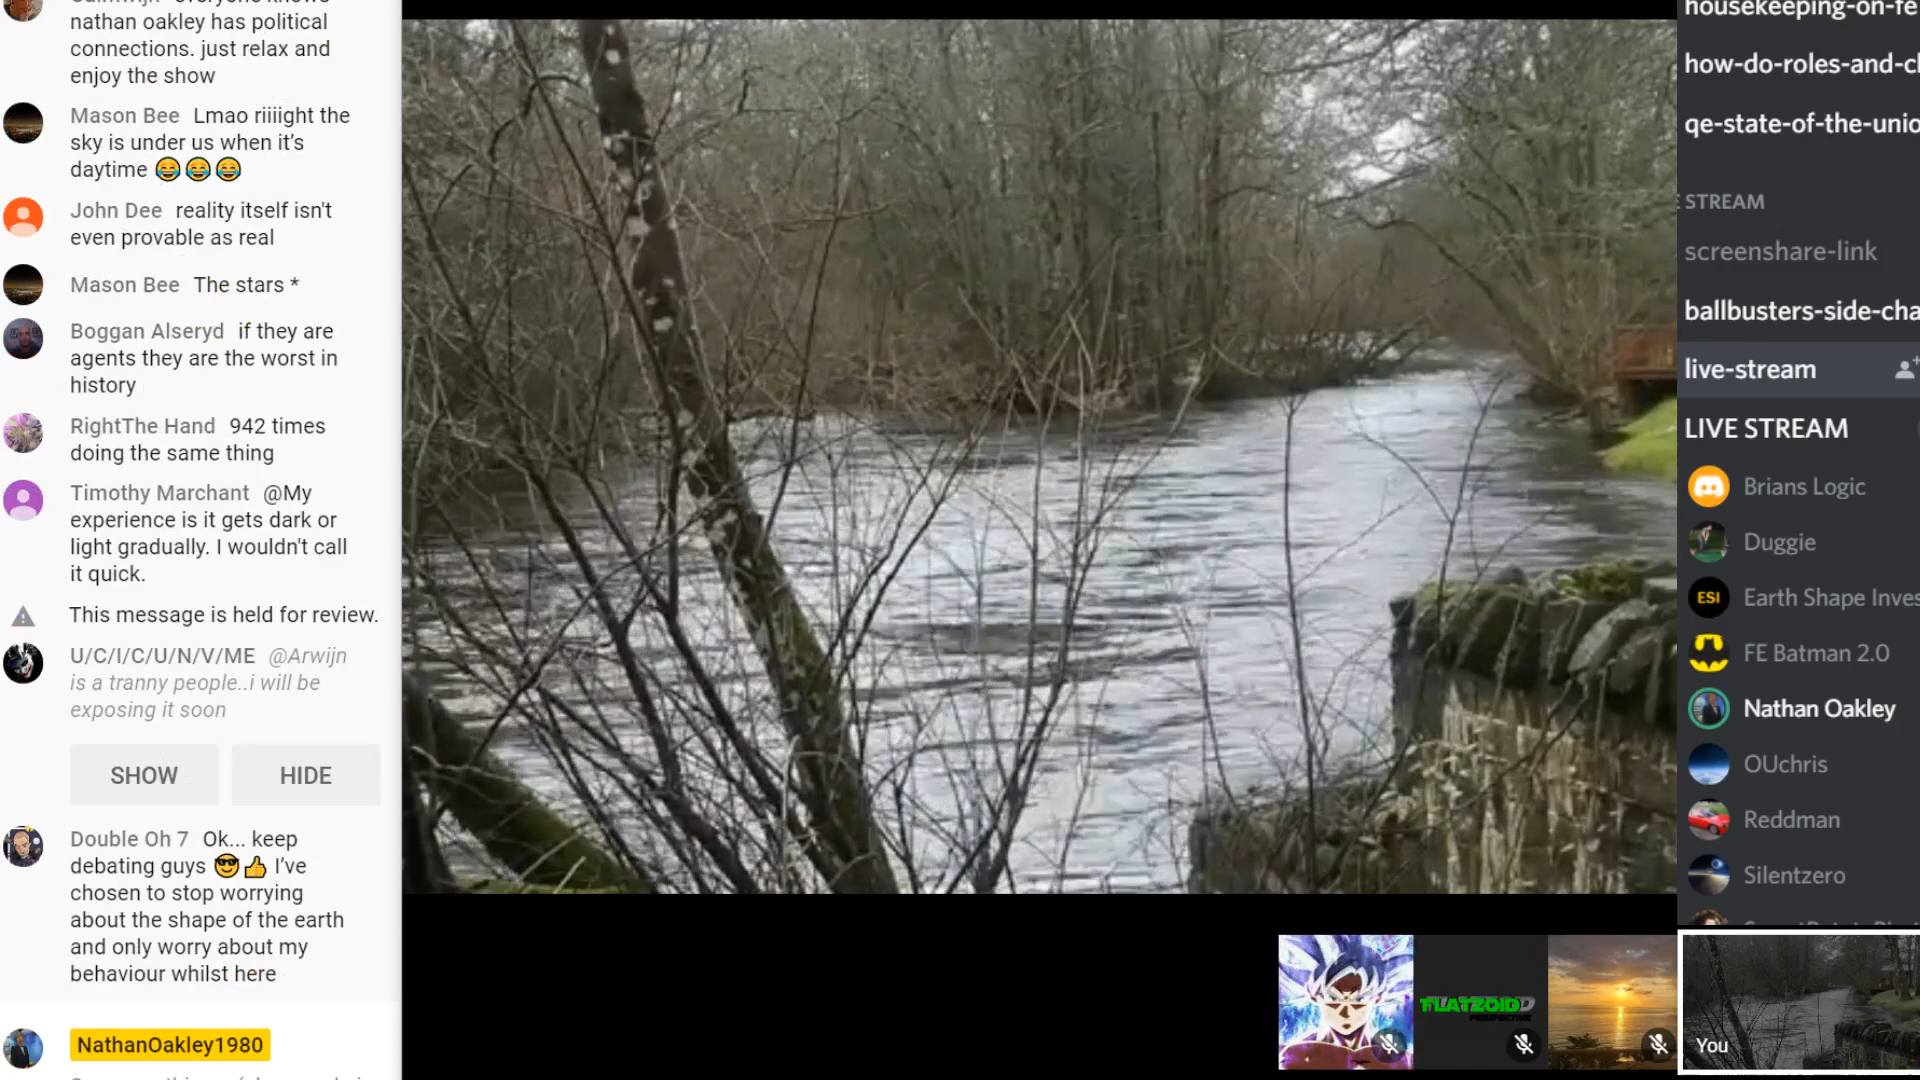 nathan oakley has political
connections. just relax and
enjoy the show
Mason Bee Lmao riiiight the
sky is under us when it's
daytime 😂😂😂
John Dee reality itself isn't
even provable as real
Mason Bee The stars *
Boggan Alseryd if they are
agents they are the worst in
history
RightThe Hand 942 times
doing the same thing
Timothy Marchant @My
experience is it gets dark or
light gradually. I wouldn't call
it quick.
This message is held for review.
U/C/I/C/U/N/V/ME @Arwijn
is a tranny people..i will be
exposing it soon
SHOW HIDE
Double Oh 7 Ok... keep
debating guys 😎👍 I've
chosen to stop worrying
about the shape of the earth
and only worry about my
behaviour whilst here
NathanOakley1980
FLATZOID
PERSPECTIVE
You
housekeeping-on-fe
how-do-roles-and-cl
qe-state-of-the-unio
STREAM
screenshare-link
ballbusters-side-cha
live-stream
LIVE STREAM
Brians Logic
Duggie
ESI
Earth Shape Inves
FE Batman 2.0
Nathan Oakley
OUchris
Reddman
Silentzero